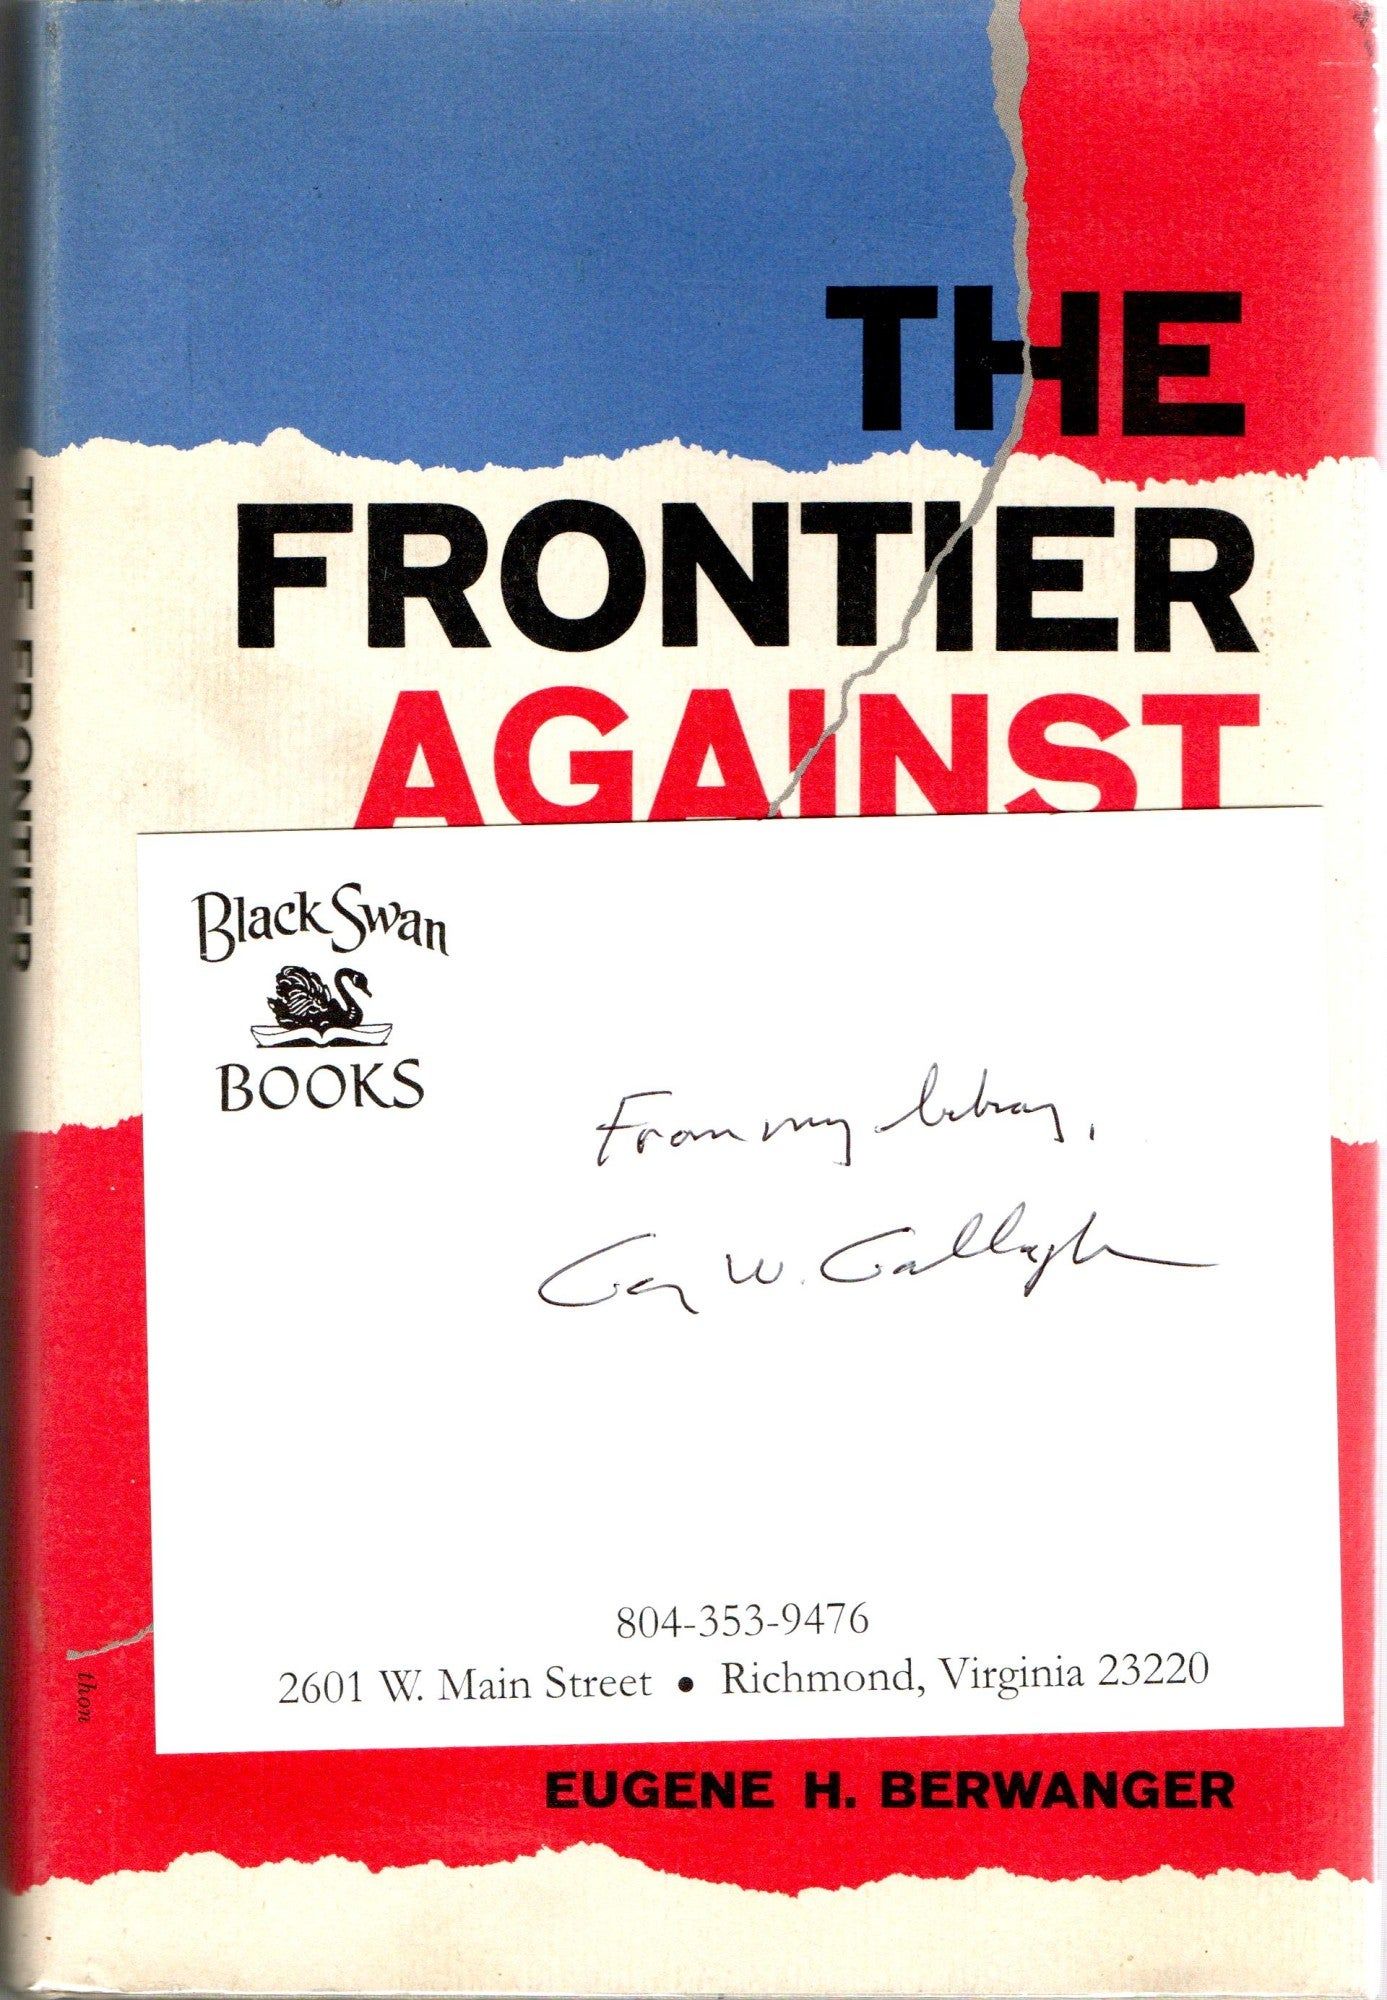 THE
FRONTIER
AGAINST
THE FRONTIER
Black Swan
BOOKS
From my library,
Gary W. Gallagher
804-353-9476
2601 W. Main Street • Richmond, Virginia 23220
thon
EUGENE H. BERWANGER